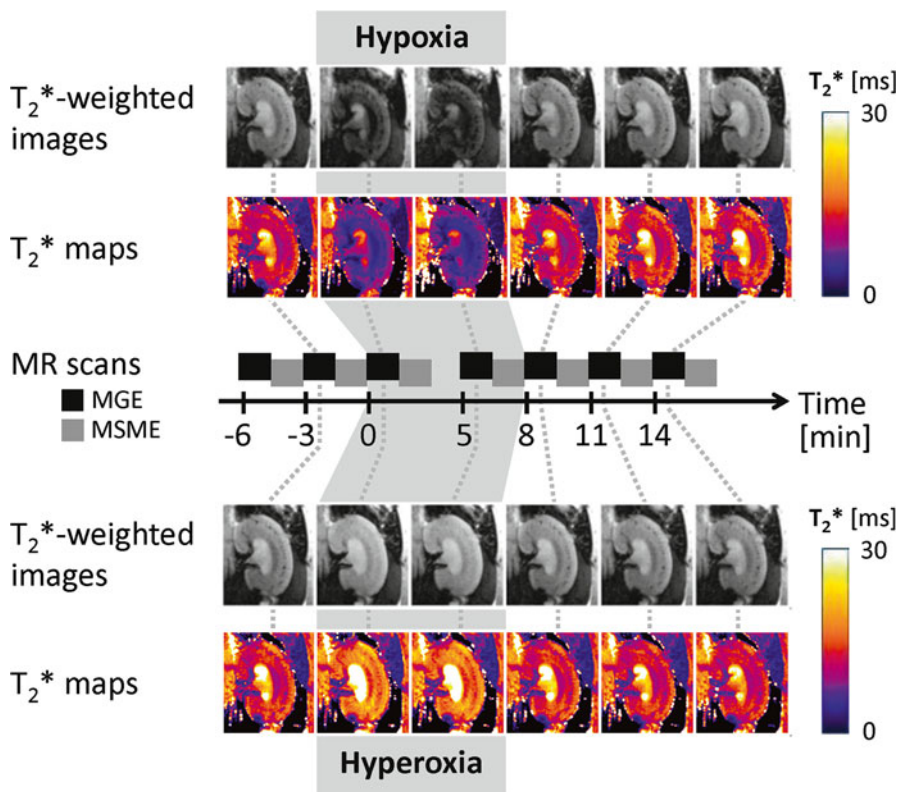 Hypoxia
T₂*-weighted
images
T₂* [ms]
30
0
T₂* maps
MR scans
MGE
MSME
-6 -3 0 5 8 11 14
Time
[min]
T₂*-weighted
images
T₂* [ms]
30
0
T₂* maps
Hyperoxia